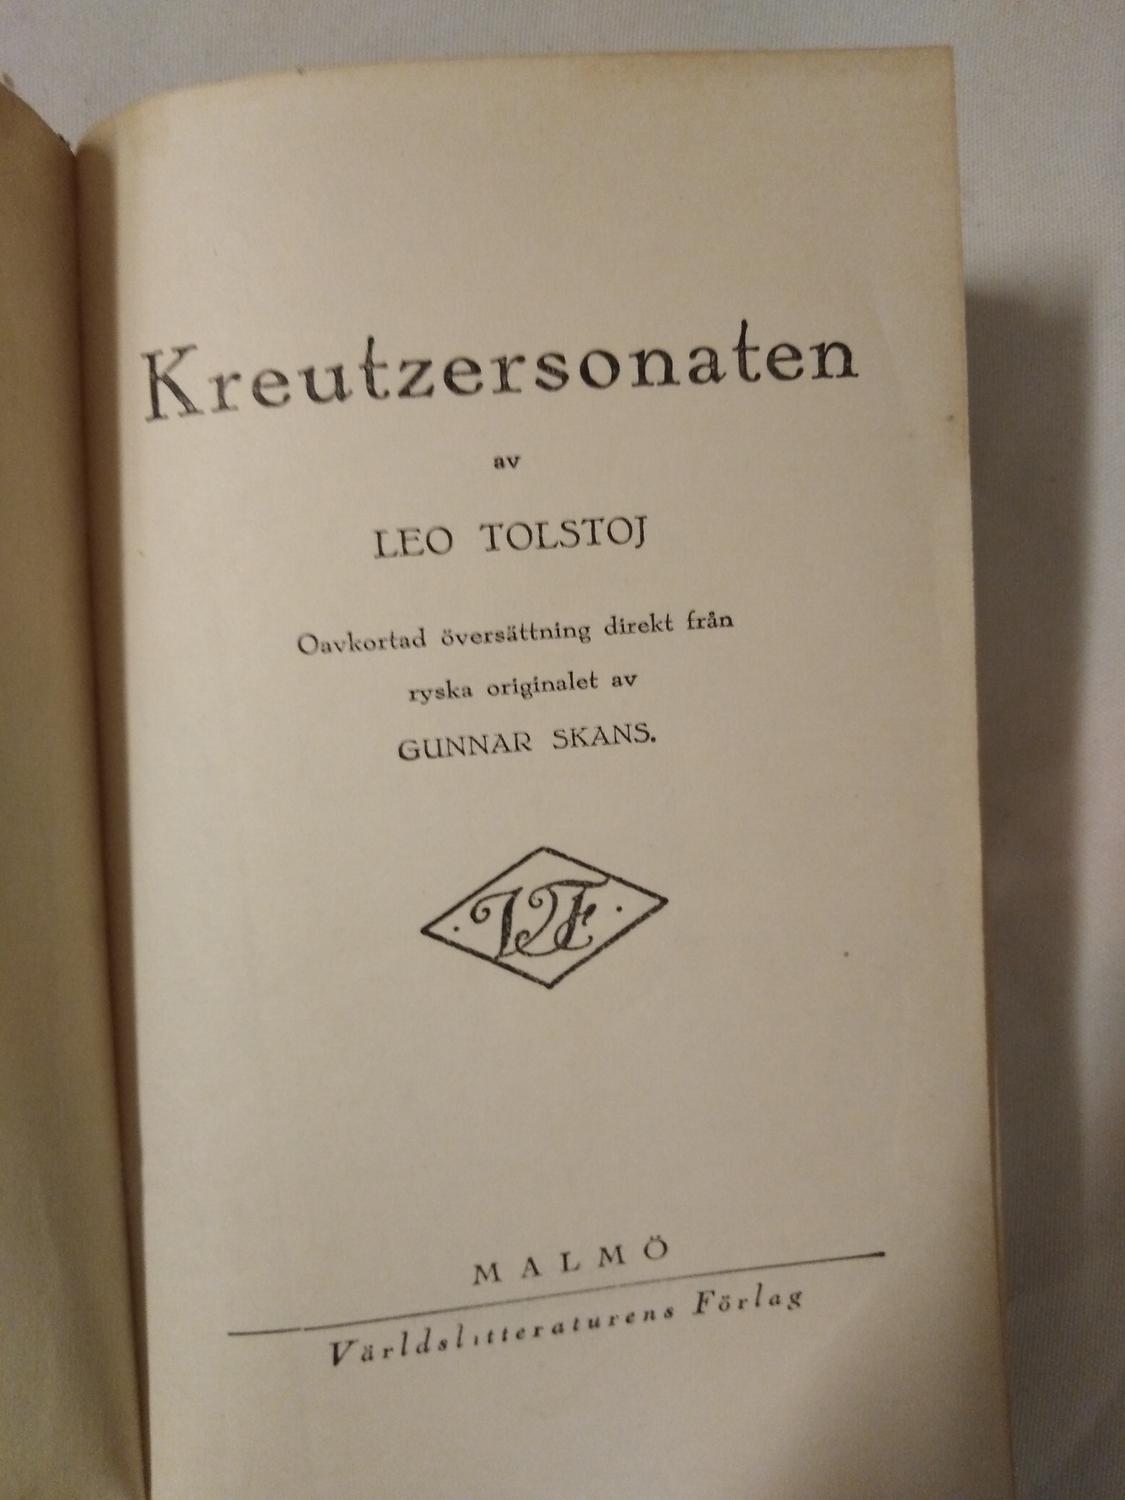 Kreutzersonaten
av
LEO TOLSTOJ
Oavkortad översättning direkt från
ryska originalet av
GUNNAR SKANS.
VF
MALMÖ
Världslitteraturens Förlag